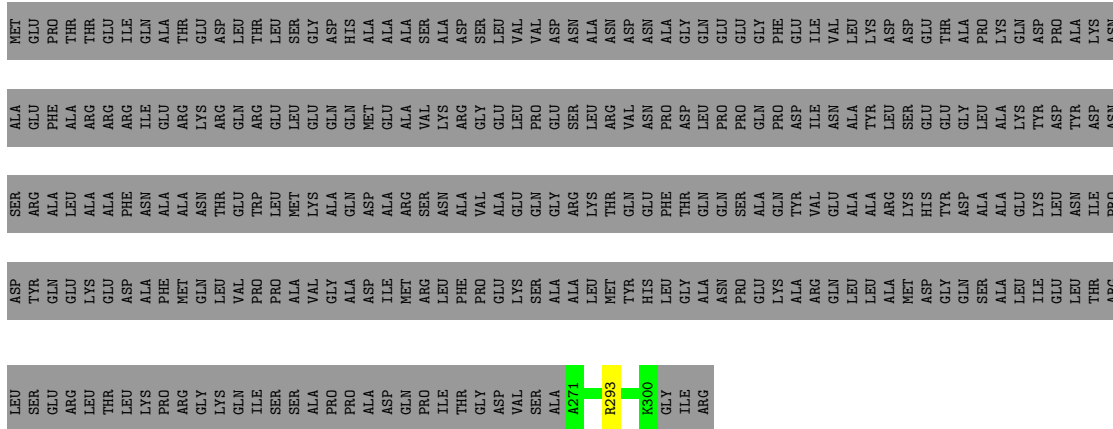 MET GLU PRO THR THR GLU ILE GLN ALA THR GLU ASP LEU THR LEU SER GLY ASP HIS ALA ALA ALA SER ALA ASP SER LEU VAL VAL ASP ASN ALA ASN ASP ASN ALA GLY GLN GLU GLU GLY PHE GLU ILE VAL LEU LYS ASP ASP GLU THR ALA PRO LYS GLN ASP PRO ALA LYS ASN
ALA GLU PHE ALA ARG ARG ARG ILE GLU ARG LYS ARG GLN ARG GLU LEU GLU GLN GLN MET GLU ALA VAL LYS ARG GLY GLU LEU PRO GLU SER LEU ARG VAL ASN PRO ASP LEU PRO PRO GLN PRO ASP ILE ASN ALA TYR LEU SER GLU GLU GLY LEU ALA LYS TYR ASP TYR ASP ASN
SER ARG ALA LEU ALA ALA PHE ASN ALA ALA ASN THR GLU TRP LEU MET LYS ALA GLN ASP ALA ARG SER ASN ALA VAL ALA GLU GLN GLY ARG LYS THR GLN GLU PHE THR GLN GLN SER ALA GLN TYR VAL GLU ALA ALA ARG LYS HIS TYR ASP ALA ALA GLU LYS LEU ASN ILE PRO
ASP TYR GLN GLU LYS GLU ASP ALA PHE MET GLN LEU VAL PRO PRO ALA VAL GLY ALA ASP ILE MET ARG LEU PHE PRO GLU LYS SER ALA ALA LEU MET TYR HIS LEU GLY ALA ASN PRO GLU LYS ALA ARG GLN LEU LEU ALA MET ASP GLY GLN SER ALA LEU ILE GLU LEU THR ARG
LEU SER GLU ARG LEU THR LEU LYS PRO ARG GLY LYS GLN ILE SER SER ALA PRO PRO ALA ASP GLN PRO ILE THR GLY ASP VAL SER ALA A271 R293 K300 GLY ILE ARG